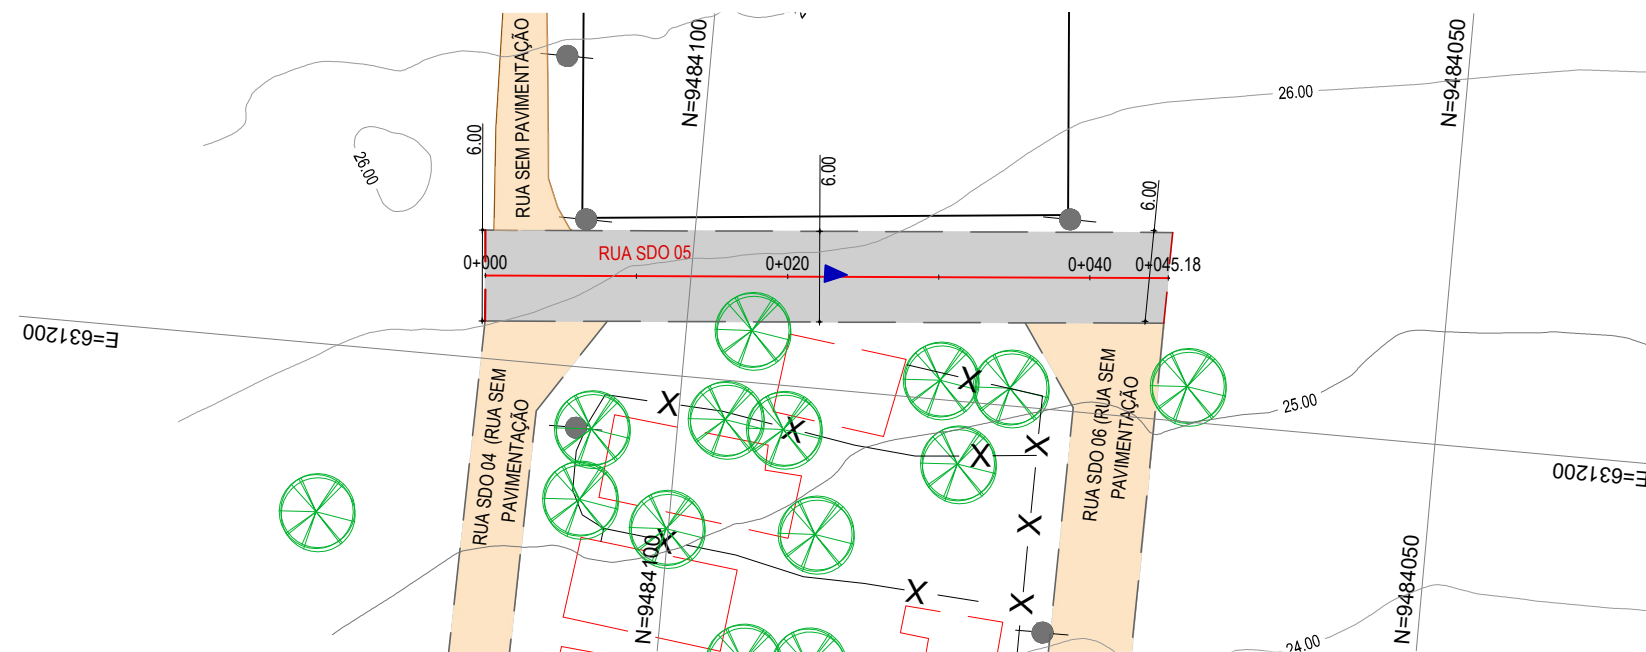 N=9484100
N=9484050
RUA SEM PAVIMENTAÇÃO
26.00
26.00
6.00
6.00
6.00
RUA SDO 05
0+000
0+020
0+040
0+045.18
E=631200
RUA SDO 04 (RUA SEM
PAVIMENTAÇÃO
RUA SDO 06 (RUA SEM
PAVIMENTAÇÃO
25.00
E=631200
X
X
X
X
X
X
X
X
X
N=9484100
N=9484050
24.00